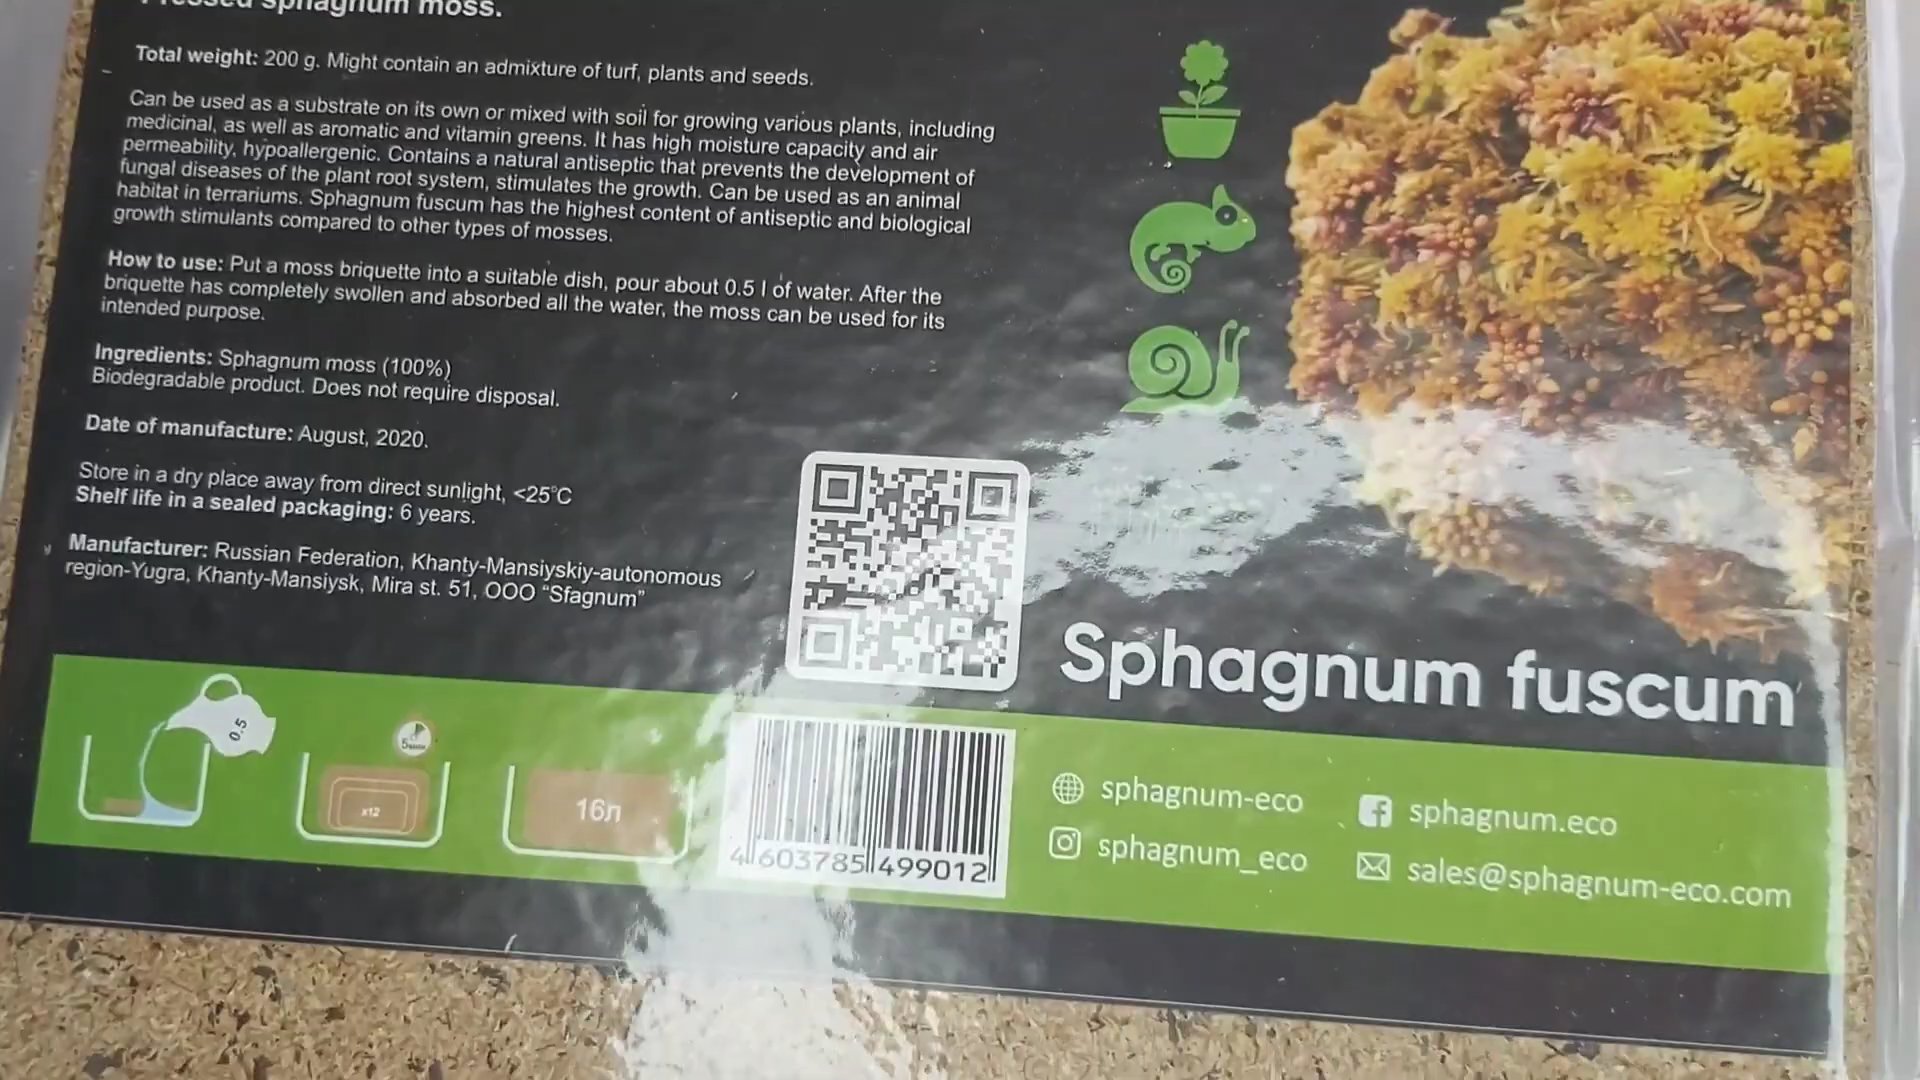 Pressed sphagnum moss.
Total weight: 200 g. Might contain an admixture of turf, plants and seeds.
Can be used as a substrate on its own or mixed with soil for growing various plants, including
medicinal, as well as aromatic and vitamin greens. It has high moisture capacity and air
permeability, hypoallergenic. Contains a natural antiseptic that prevents the development of
fungal diseases of the plant root system, stimulates the growth. Can be used as an animal
habitat in terrariums. Sphagnum fuscum has the highest content of antiseptic and biological
growth stimulants compared to other types of mosses.
How to use: Put a moss briquette into a suitable dish, pour about 0.5 l of water. After the
briquette has completely swollen and absorbed all the water, the moss can be used for its
intended purpose.
Ingredients: Sphagnum moss (100%)
Biodegradable product. Does not require disposal.
Date of manufacture: August, 2020.
Store in a dry place away from direct sunlight, <25°C
Shelf life in a sealed packaging: 6 years.
Manufacturer: Russian Federation, Khanty-Mansiyskiy-autonomous
region-Yugra, Khanty-Mansiysk, Mira st. 51, OOO "Sfagnum"
Sphagnum fuscum
0.5
5
x12
16л
4 603785 499012
sphagnum-eco
sphagnum.eco
sphagnum_eco
sales@sphagnum-eco.com